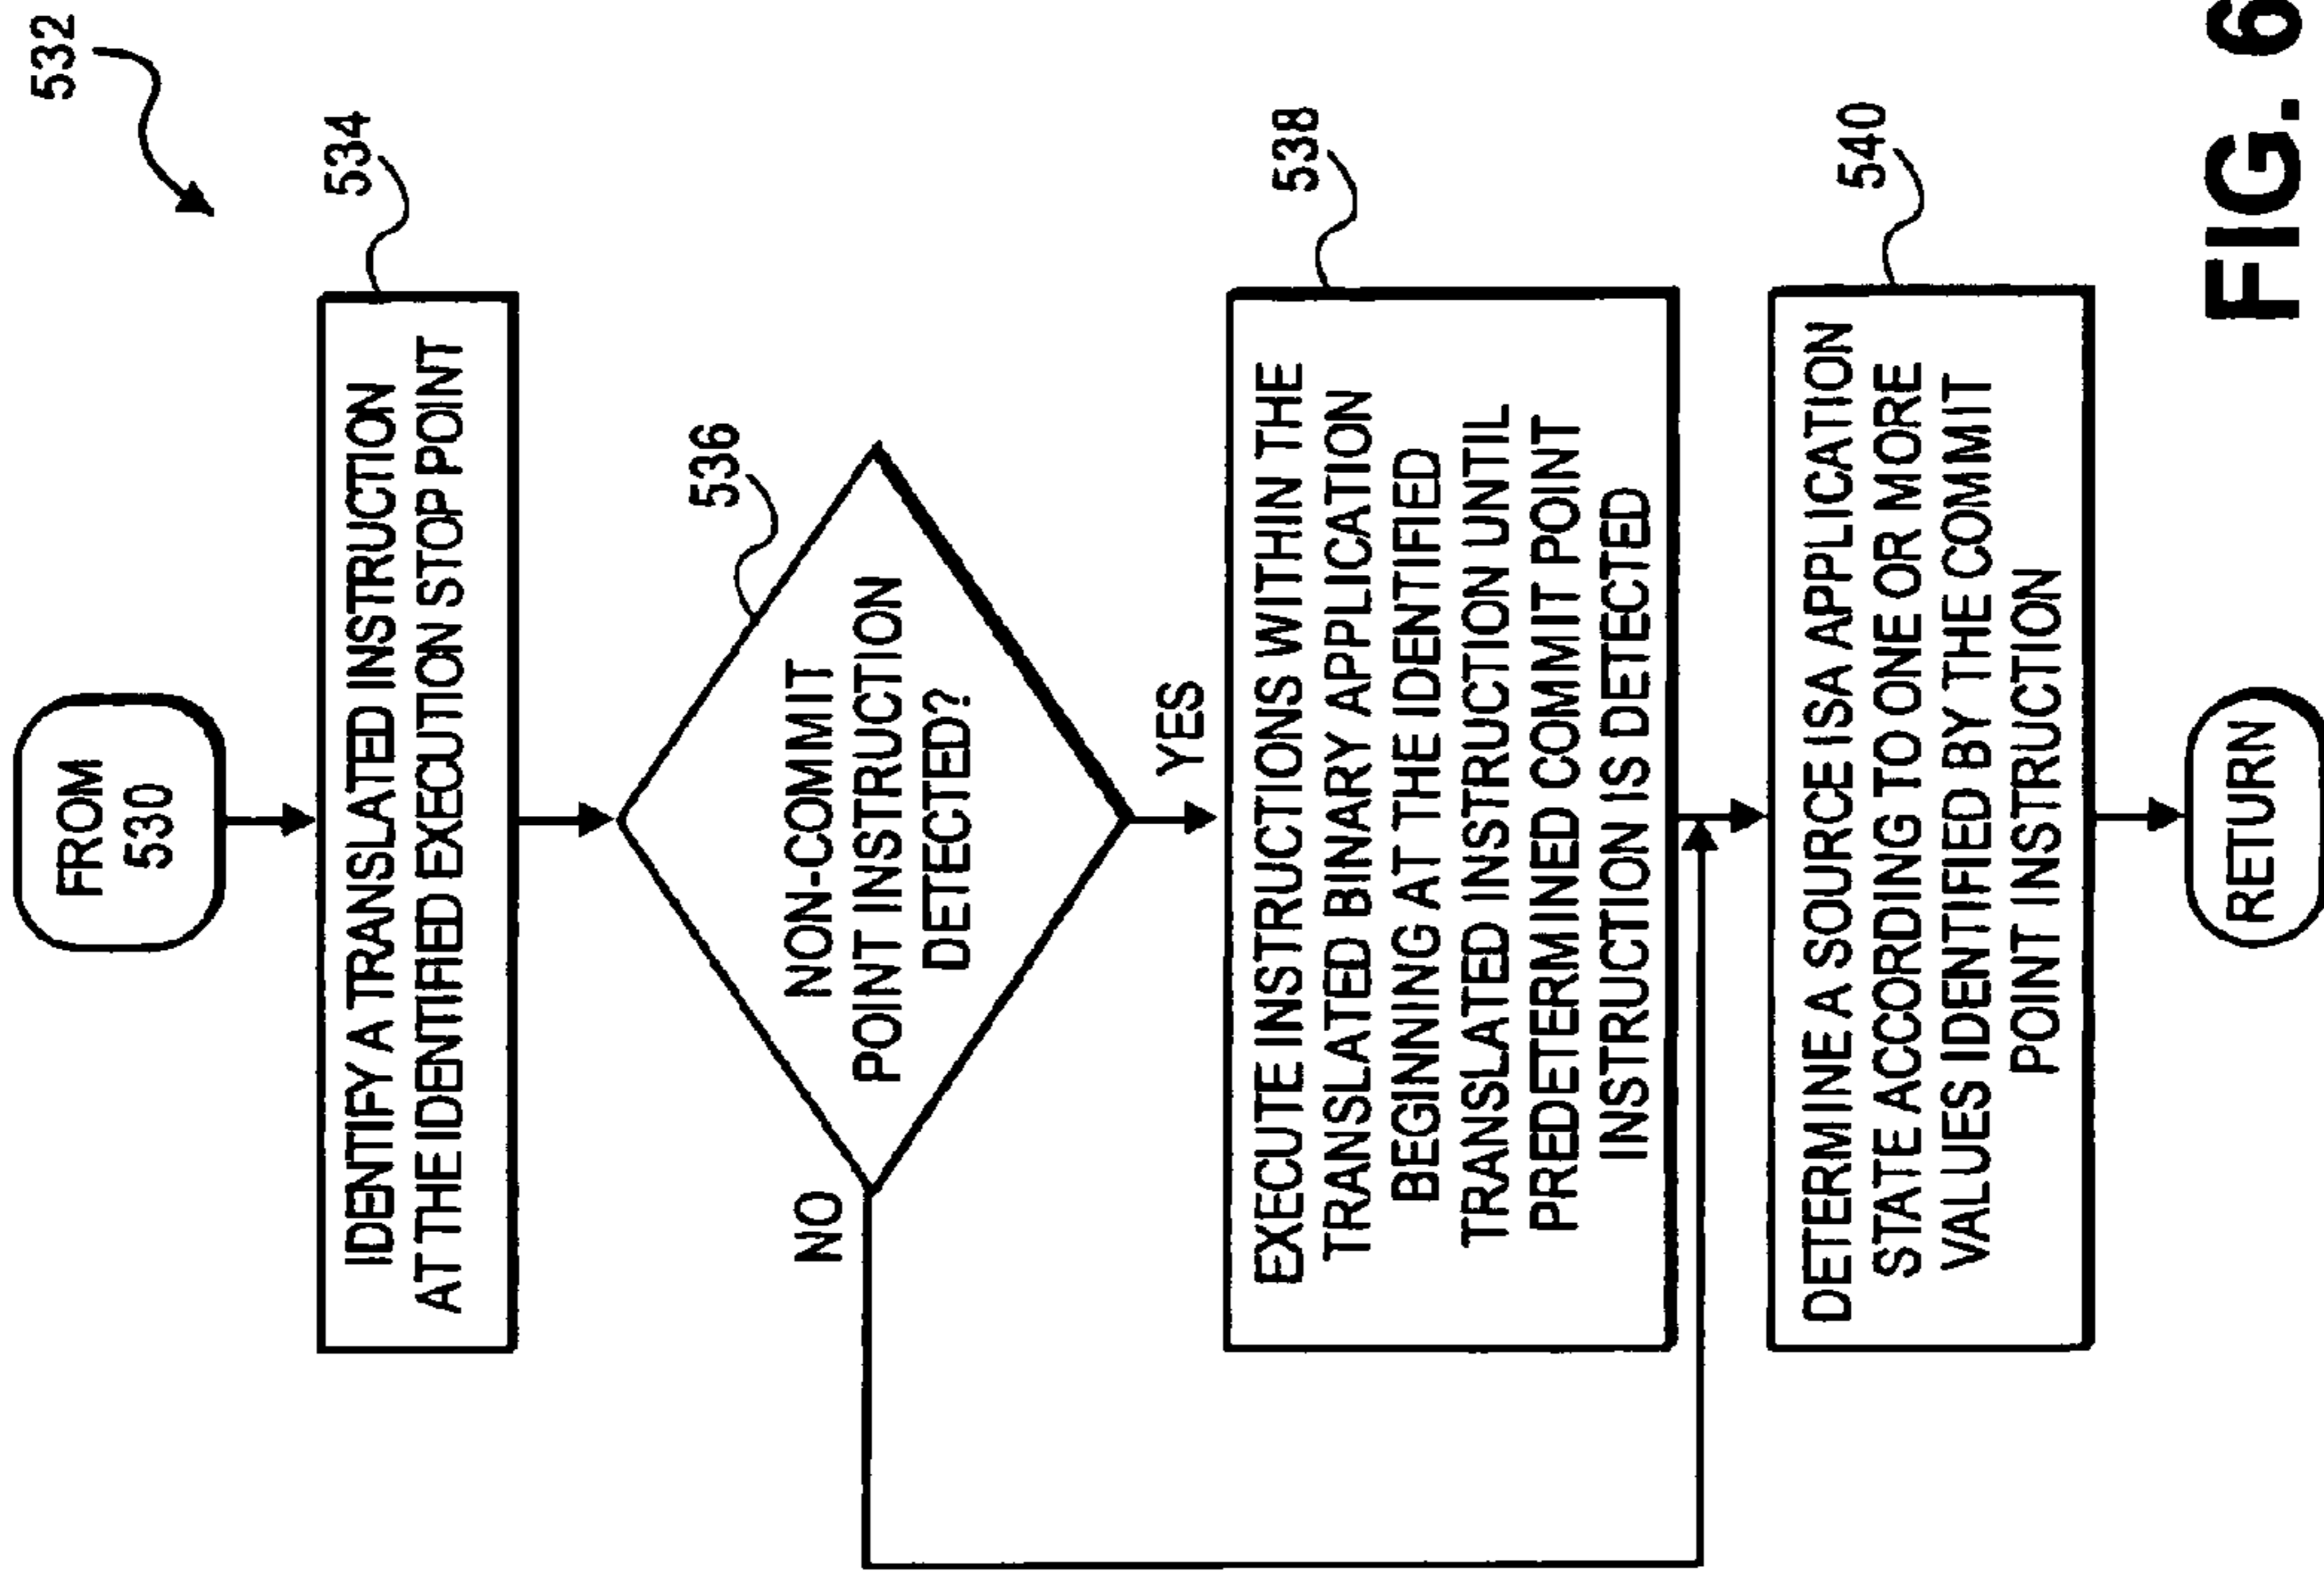 532
FROM
530
534
IDENTIFY A TRANSLATED INSTRUCTION
AT THE IDENTIFIED EXECUTION STOP POINT
536
NON-COMMIT
POINT INSTRUCTION
DETECTED?
NO
YES
538
EXECUTE INSTRUCTIONS WITHIN THE
TRANSLATED BINARY APPLICATION
BEGINNING AT THE IDENTIFIED
TRANSLATED INSTRUCTION UNTIL
PREDETERMINED COMMIT POINT
INSTRUCTION IS DETECTED
540
DETERMINE A SOURCE ISA APPLICATION
STATE ACCORDING TO ONE OR MORE
VALUES IDENTIFIED BY THE COMMIT
POINT INSTRUCTION
RETURN
FIG. 6